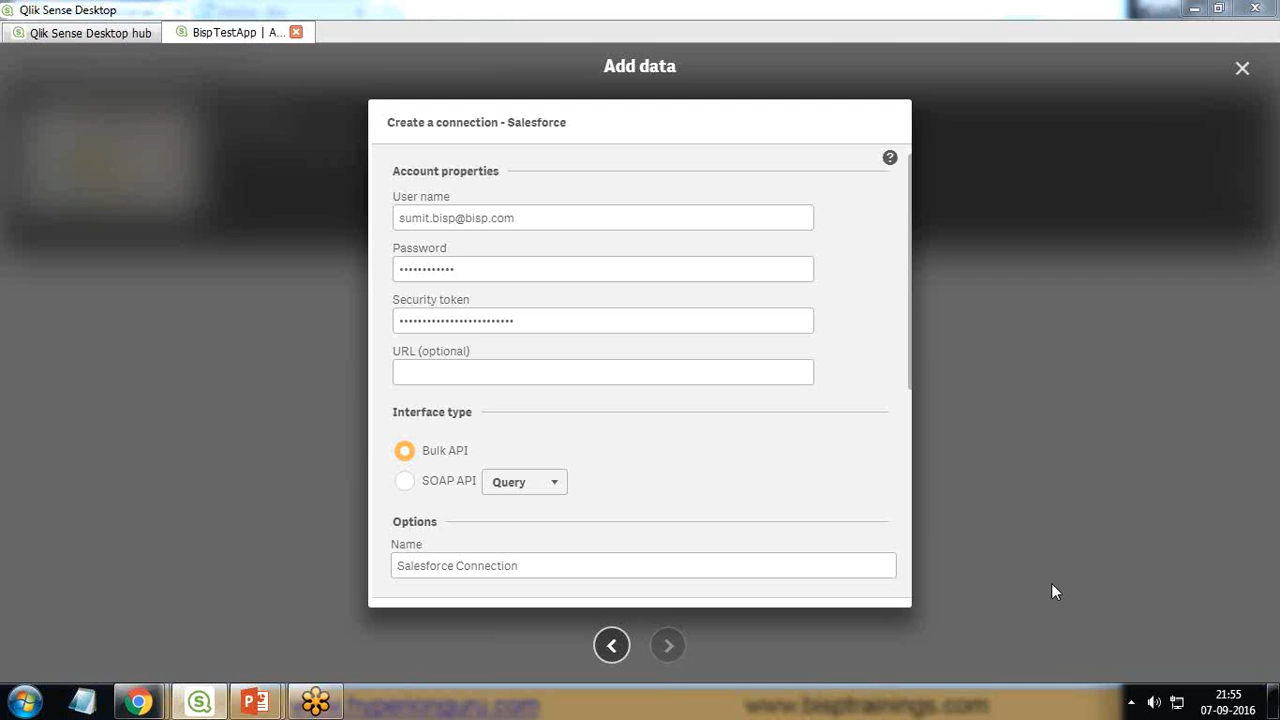 Qlik Sense Desktop
Qlik Sense Desktop hub
BispTestApp | A...
Add data
Create a connection - Salesforce
?
Account properties
User name
sumit.bisp@bisp.com
Password
••••••••••••
Security token
•••••••••••••••••••••••••
URL (optional)
Interface type
Bulk API
SOAP API
Query
Options
Name
Salesforce Connection
hyperionguru.com
www.bisptrainings.com
21:55
07-09-2016